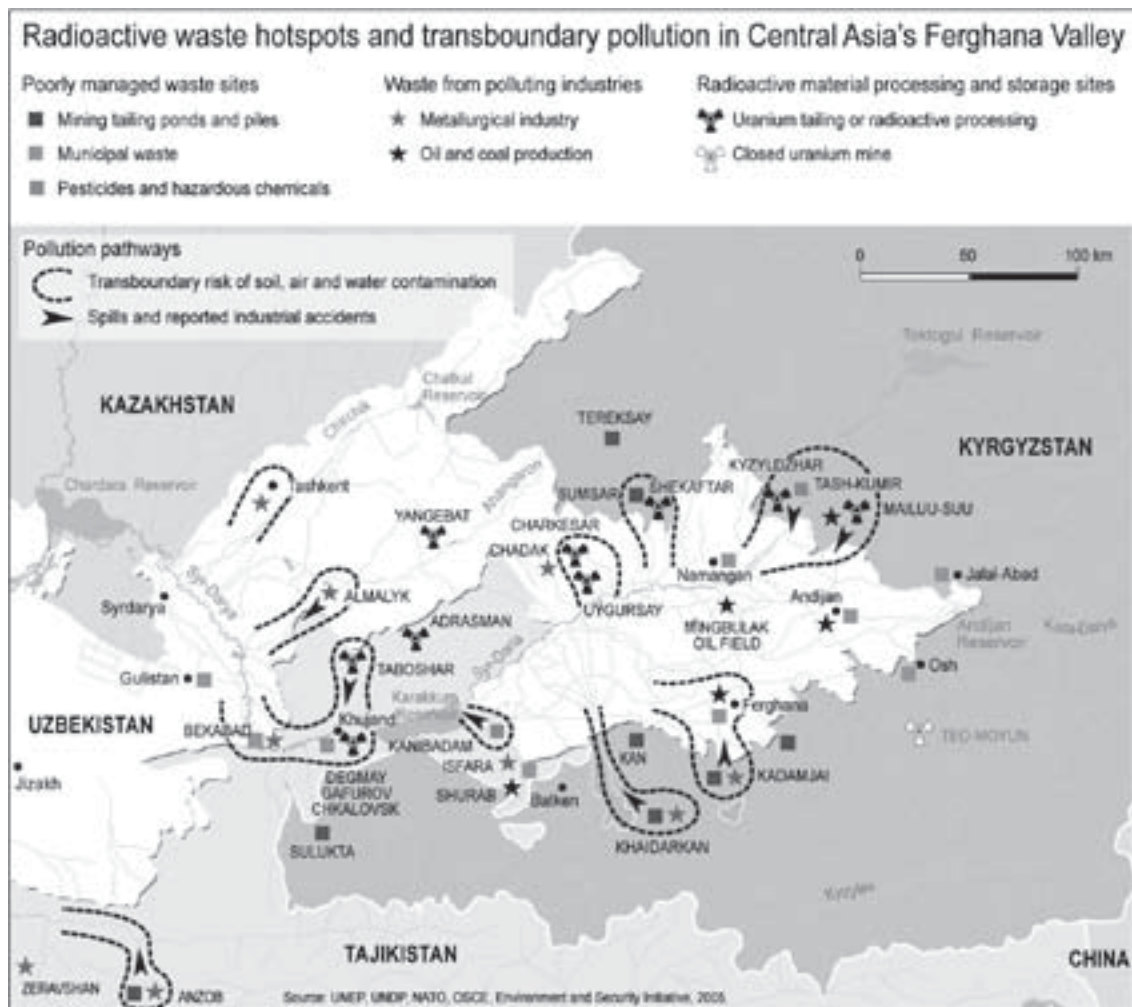 Radioactive waste hotspots and transboundary pollution in Central Asia's Ferghana Valley
Poorly managed waste sites
Mining tailing ponds and piles
Municipal waste
Pesticides and hazardous chemicals
Waste from polluting industries
Metallurgical industry
Oil and coal production
Radioactive material processing and storage sites
Uranium tailing or radioactive processing
Closed uranium mine
Pollution pathways
Transboundary risk of soil, air and water contamination
Spills and reported industrial accidents
0 50 100 km
Toktogul Reservoir
KAZAKHSTAN
Chatkal
Reservoir
Chirchik
TEREKSAY
KYRGYZSTAN
Chardara Reservoir
Tashkent
Ahangaron
KYZYLDZHAR
SUMSAR
SHEKAFTAR
TASH-KUMIR
MAILUU-SUU
YANGEBAT
CHARKESAR
CHADAK
Namangan
Jalal-Abad
Syr-Darya
Syrdarya
ALMALYK
UYGURSAY
Andijan
ADRASMAN
MINGBULAK
OIL FIELD
Andijan
Reservoir
Syr-Darya
TABOSHAR
Gulistan
Osh
UZBEKISTAN
Ferghana
BEKABAD
Khujand
KANIBADAM
TEO-MOYUN
ISFARA
KAN
Jizakh
DEGMAY
GAFUROV
CHKALOVSK
SHURAB
Batken
KADAMJAI
SULUKTA
KHAIDARKAN
TAJIKISTAN
CHINA
ZERAVSHAN
ANZOB
Source: UNEP, UNDP, NATO, OSCE, Environment and Security Initiative, 2005.